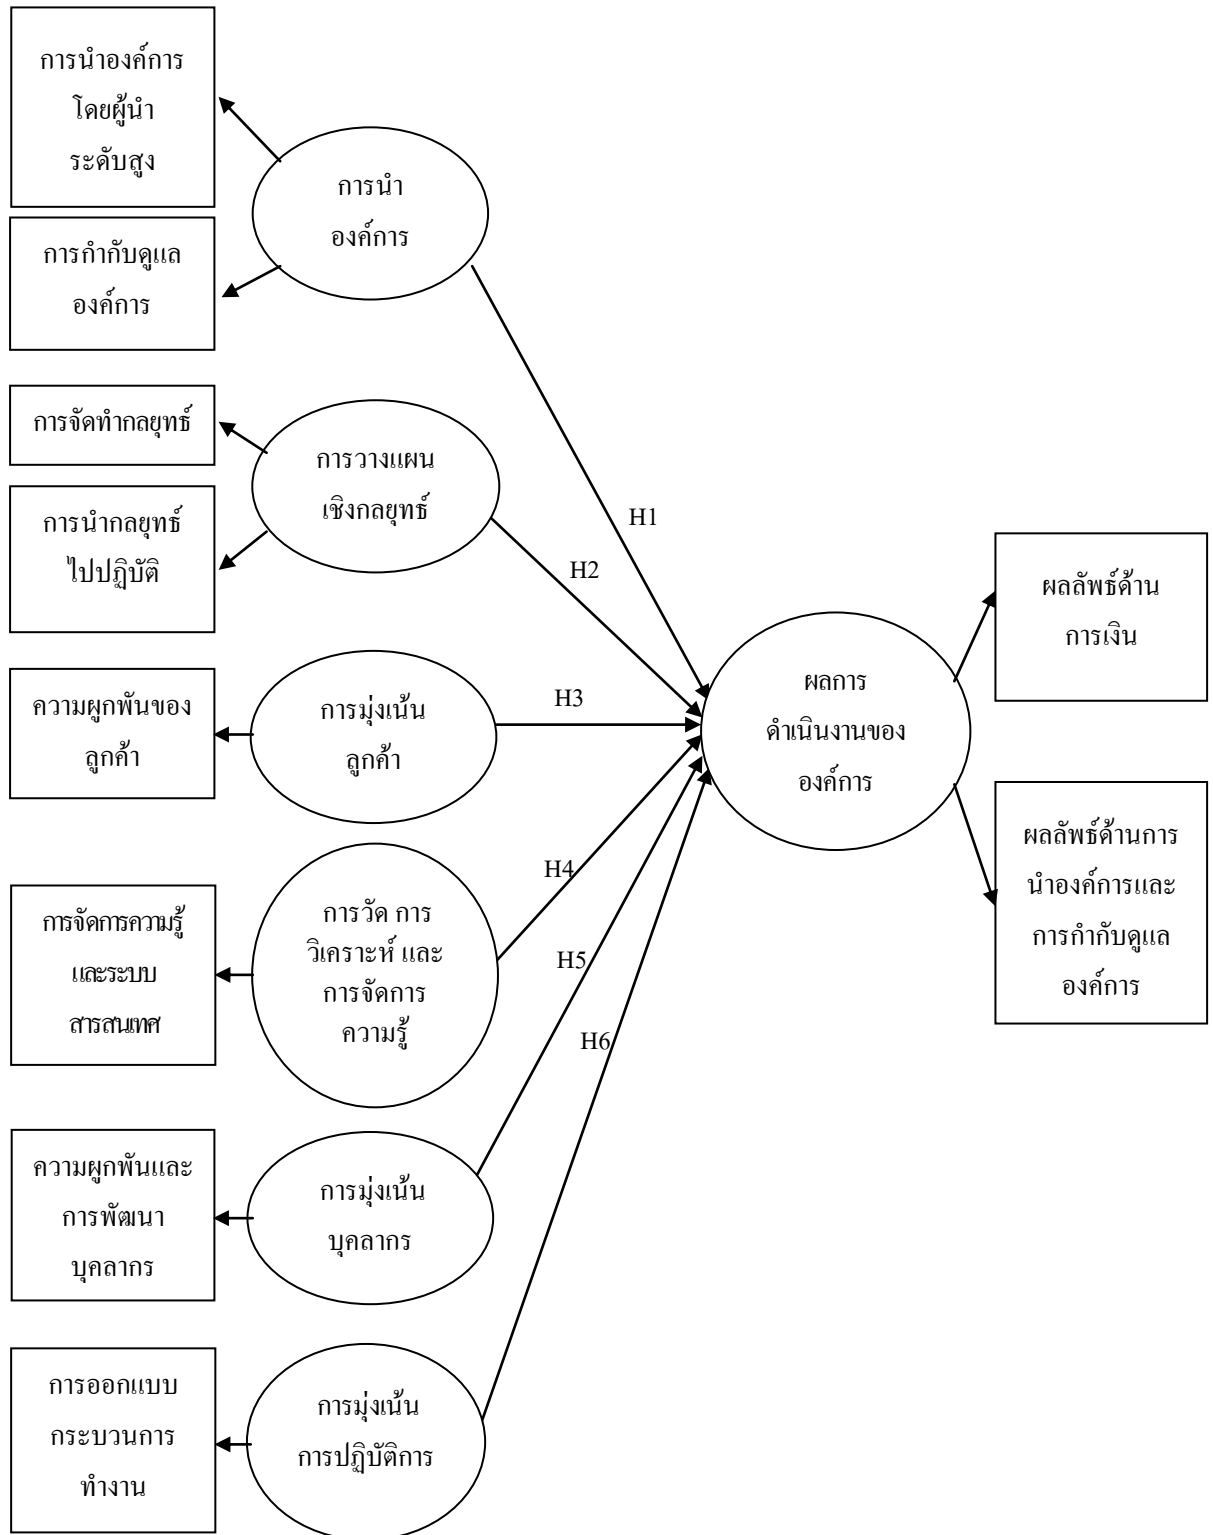 การนำองค์การ
โดยผู้นำ
ระดับสูง
การนำ
องค์การ
การกำกับดูแล
องค์การ
การจัดทำกลยุทธ์
การวางแผน
เชิงกลยุทธ์
การนำกลยุทธ์
ไปปฏิบัติ
H1
H2
ผลลัพธ์ด้าน
การเงิน
ความผูกพันของ
ลูกค้า
การมุ่งเน้น
ลูกค้า
H3
ผลการ
ดำเนินงานของ
องค์การ
ผลลัพธ์ด้านการ
นำองค์การและ
การกำกับดูแล
องค์การ
H4
การจัดการความรู้
และระบบ
สารสนเทศ
การวัด การ
วิเคราะห์ และ
การจัดการ
ความรู้
H5
H6
ความผูกพันและ
การพัฒนา
บุคลากร
การมุ่งเน้น
บุคลากร
การออกแบบ
กระบวนการ
ทำงาน
การมุ่งเน้น
การปฏิบัติการ